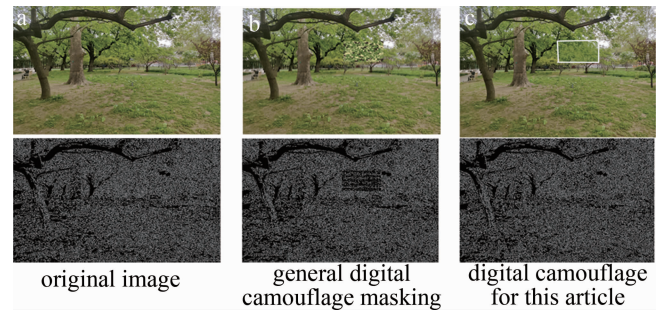 a
b
c
original image
general digital
camouflage masking
digital camouflage
for this article